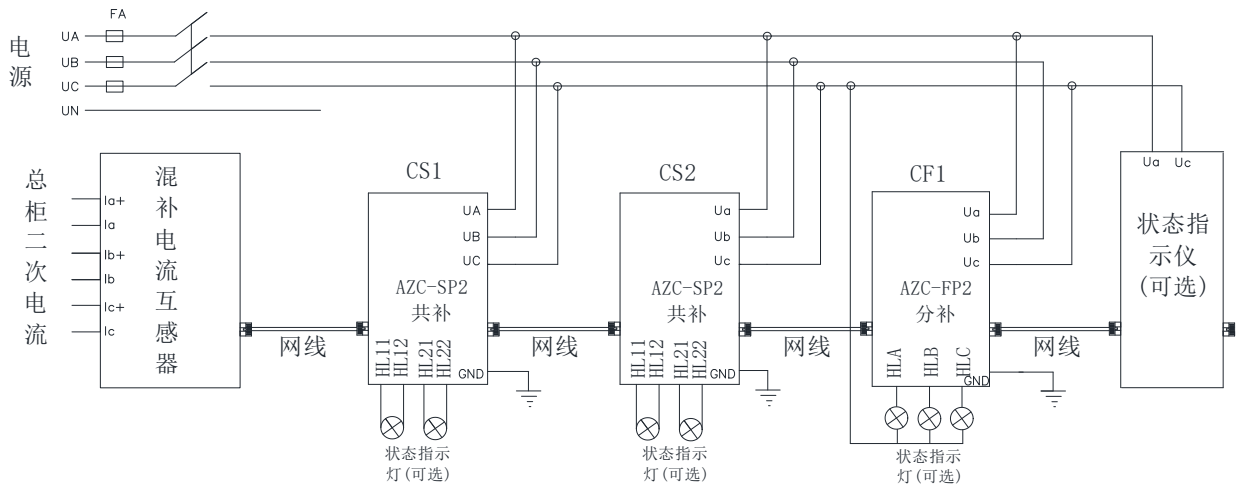 FA
电源
UA
UB
UC
UN
总柜二次电流
Ia+
Ia
Ib+
Ib
Ic+
Ic
混补电流互感器
网线
CS1
UA
UB
UC
AZC-SP2
共补
HL11
HL12
HL21
HL22
GND
状态指示
灯(可选)
网线
CS2
Ua
Ub
Uc
AZC-SP2
共补
HL11
HL12
HL21
HL22
GND
状态指示
灯(可选)
网线
CF1
Ua
Ub
Uc
AZC-FP2
分补
HLA
HLB
HLC
GND
状态指示
灯(可选)
网线
Ua Uc
状态指
示仪
(可选)